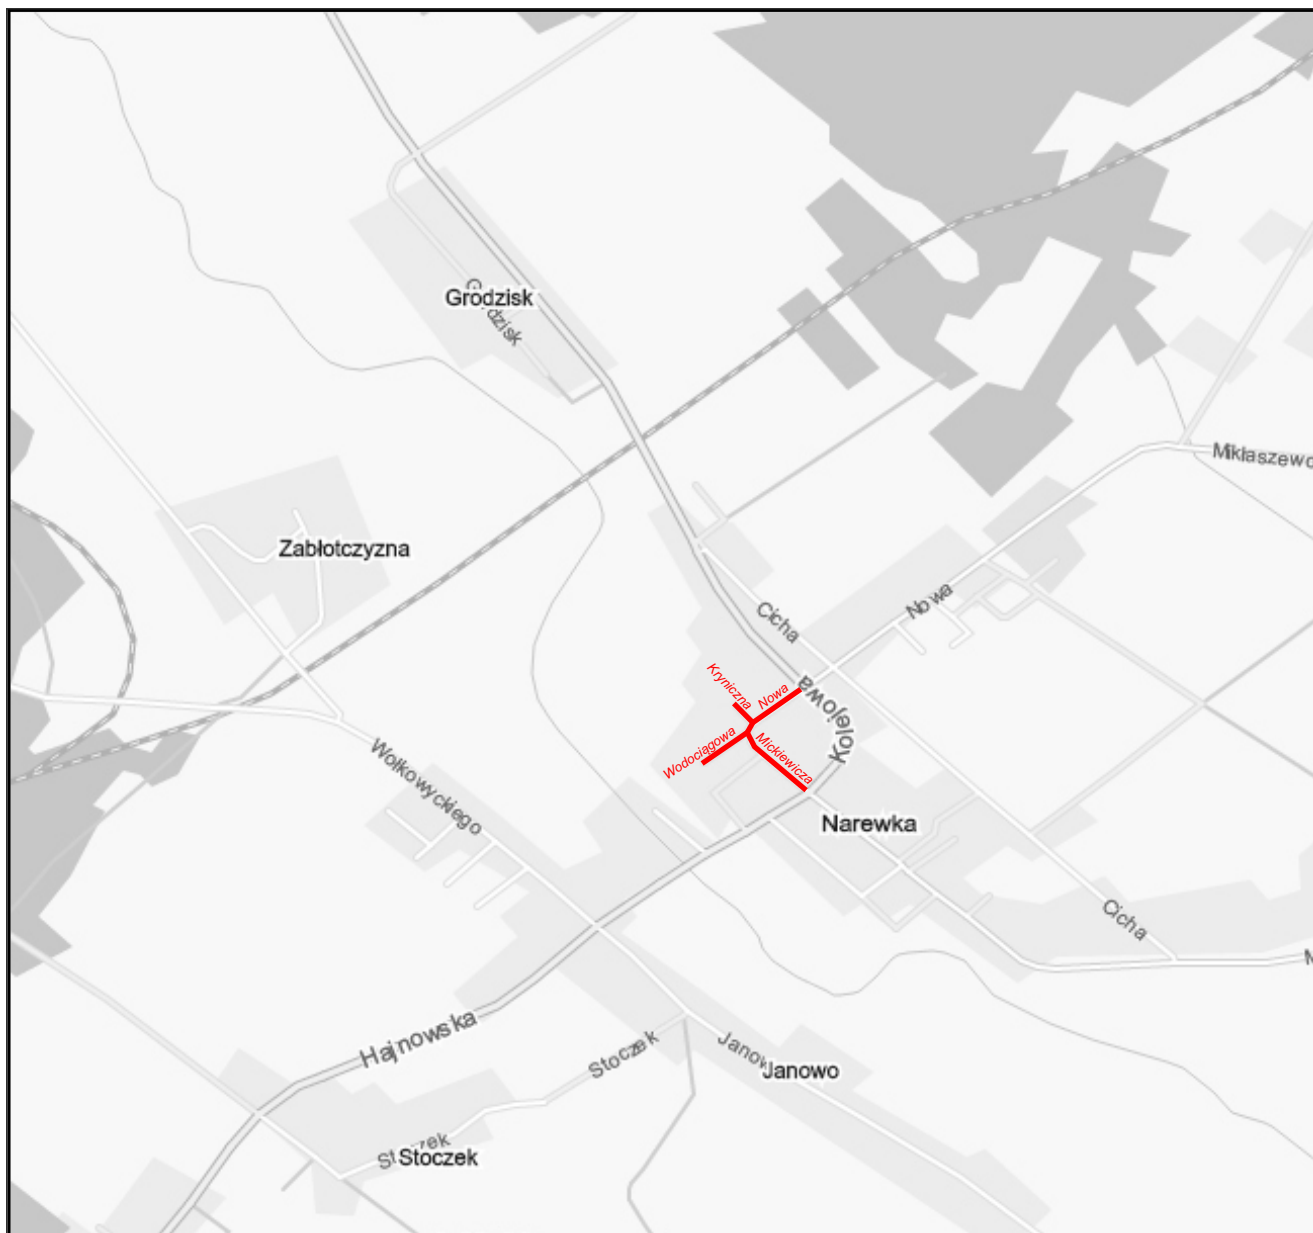 Grodzisk
Grodzisk
Mikłaszewo
Zabłotczyzna
Cicha
Nowa
Kryniczna
Nowa
Kolejowa
Wodociągowa
Mickiewicza
Wołkowyckiego
Narewka
Cicha
Hajnowska
Stoczek
Janowo
Janowo
Stoczek
Stoczek